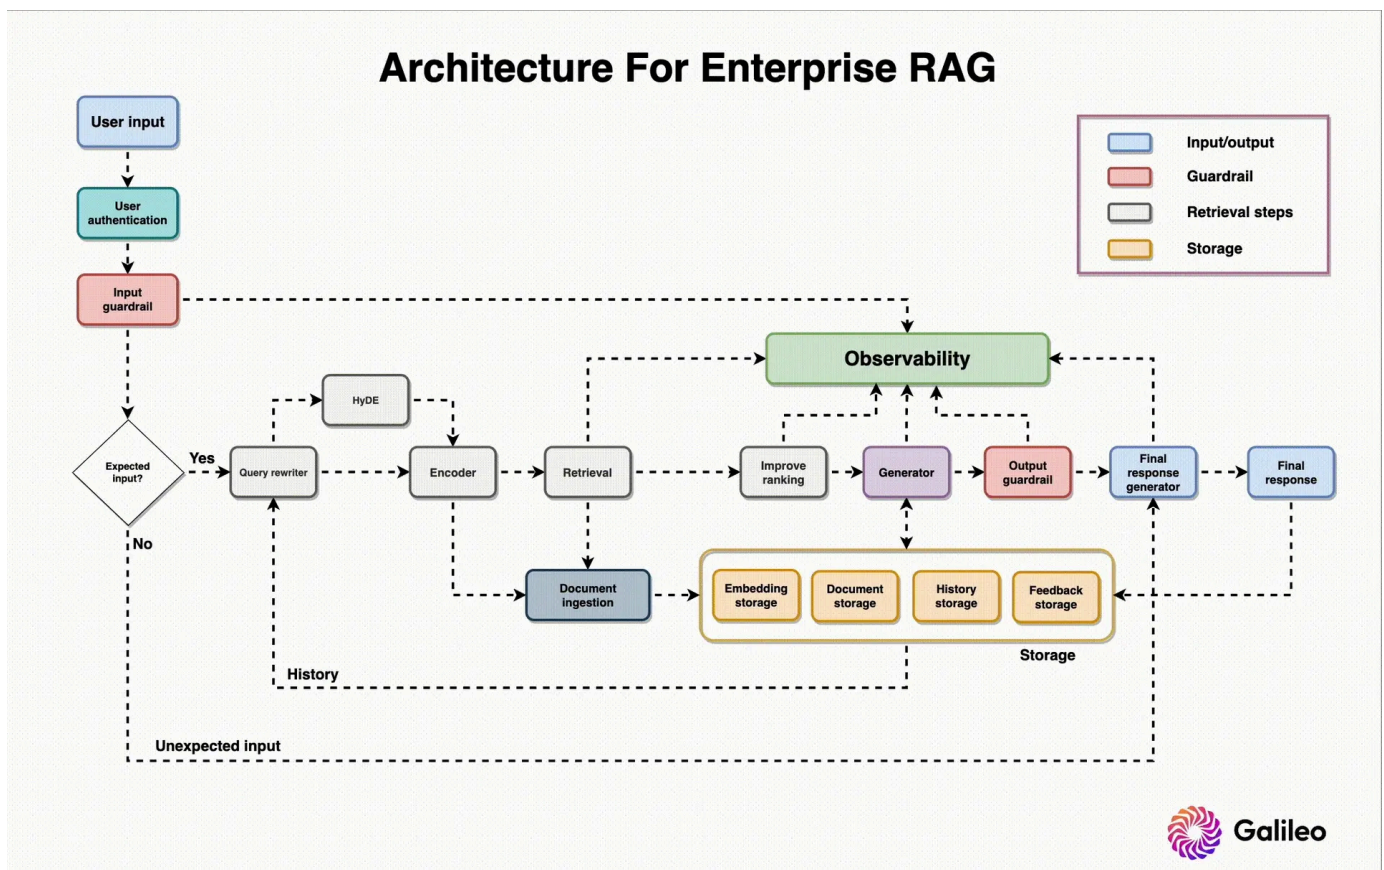 Architecture For Enterprise RAG
User input
User
authentication
Input
guardrail
Input/output
Guardrail
Retrieval steps
Storage
Observability
HyDE
Expected
input?
Yes
No
Query rewriter
Encoder
Retrieval
Improve
ranking
Generator
Output
guardrail
Final
response
generator
Final
response
Document
ingestion
Embedding
storage
Document
storage
History
storage
Feedback
storage
Storage
History
Unexpected input
Galileo